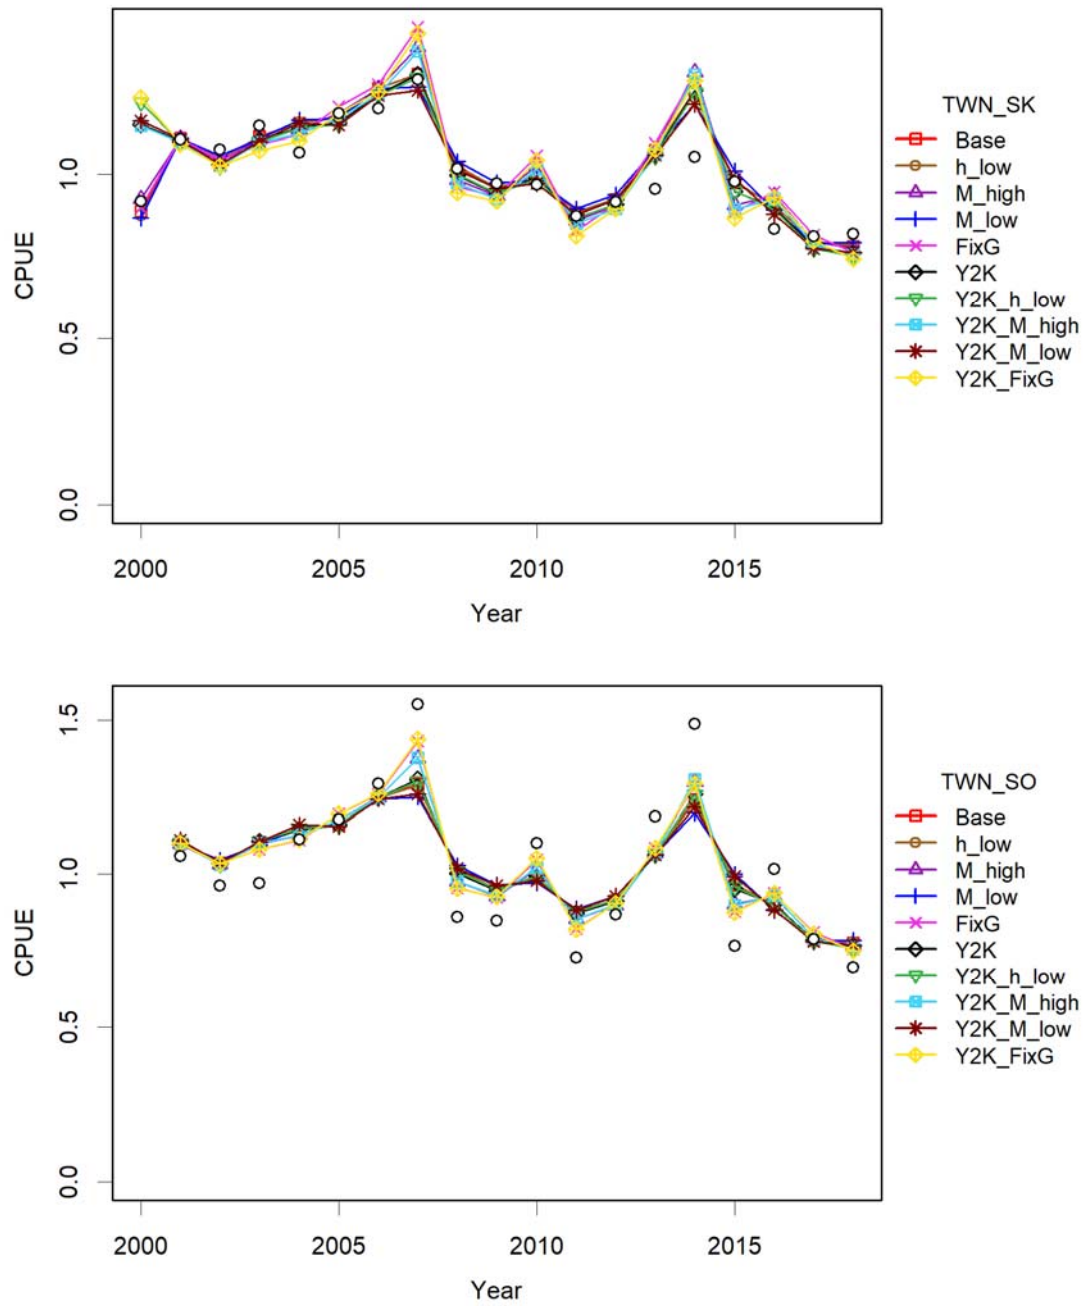 TWN_SK
Base
h_low
M_high
M_low
FixG
Y2K
Y2K_h_low
Y2K_M_high
Y2K_M_low
Y2K_FixG
CPUE
1.0
0.5
0.0
2000 2005 2010 2015
Year
TWN_SO
Base
h_low
M_high
M_low
FixG
Y2K
Y2K_h_low
Y2K_M_high
Y2K_M_low
Y2K_FixG
CPUE
1.5
1.0
0.5
0.0
2000 2005 2010 2015
Year